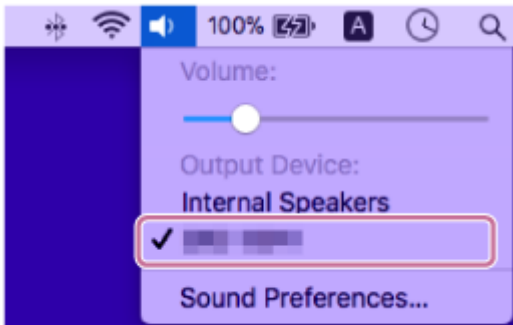 100% A
Volume:
Output Device:
Internal Speakers
Sound Preferences...